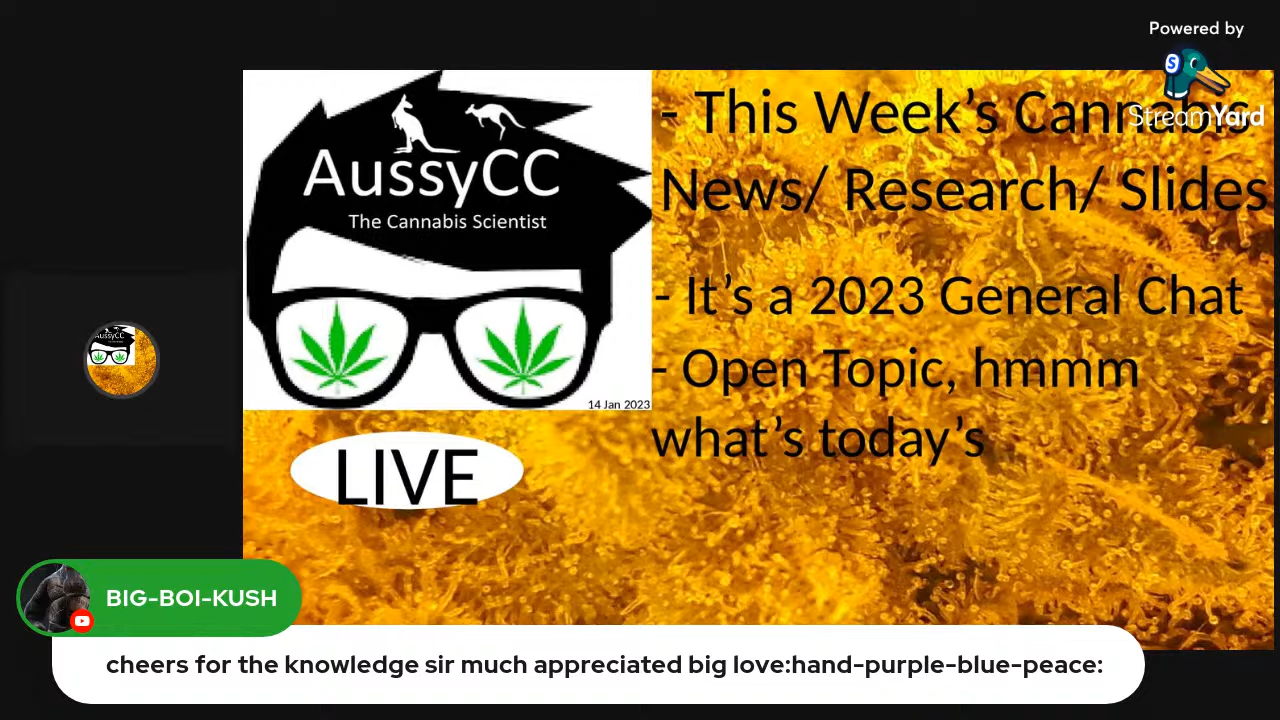 Powered by
StreamYard
AussyCC
The Cannabis Scientist
14 Jan 2023
- This Week’s Cannabis
News/ Research/ Slides
- It’s a 2023 General Chat
- Open Topic, hmmm
what’s today’s
LIVE
BIG-BOI-KUSH
cheers for the knowledge sir much appreciated big love:hand-purple-blue-peace: